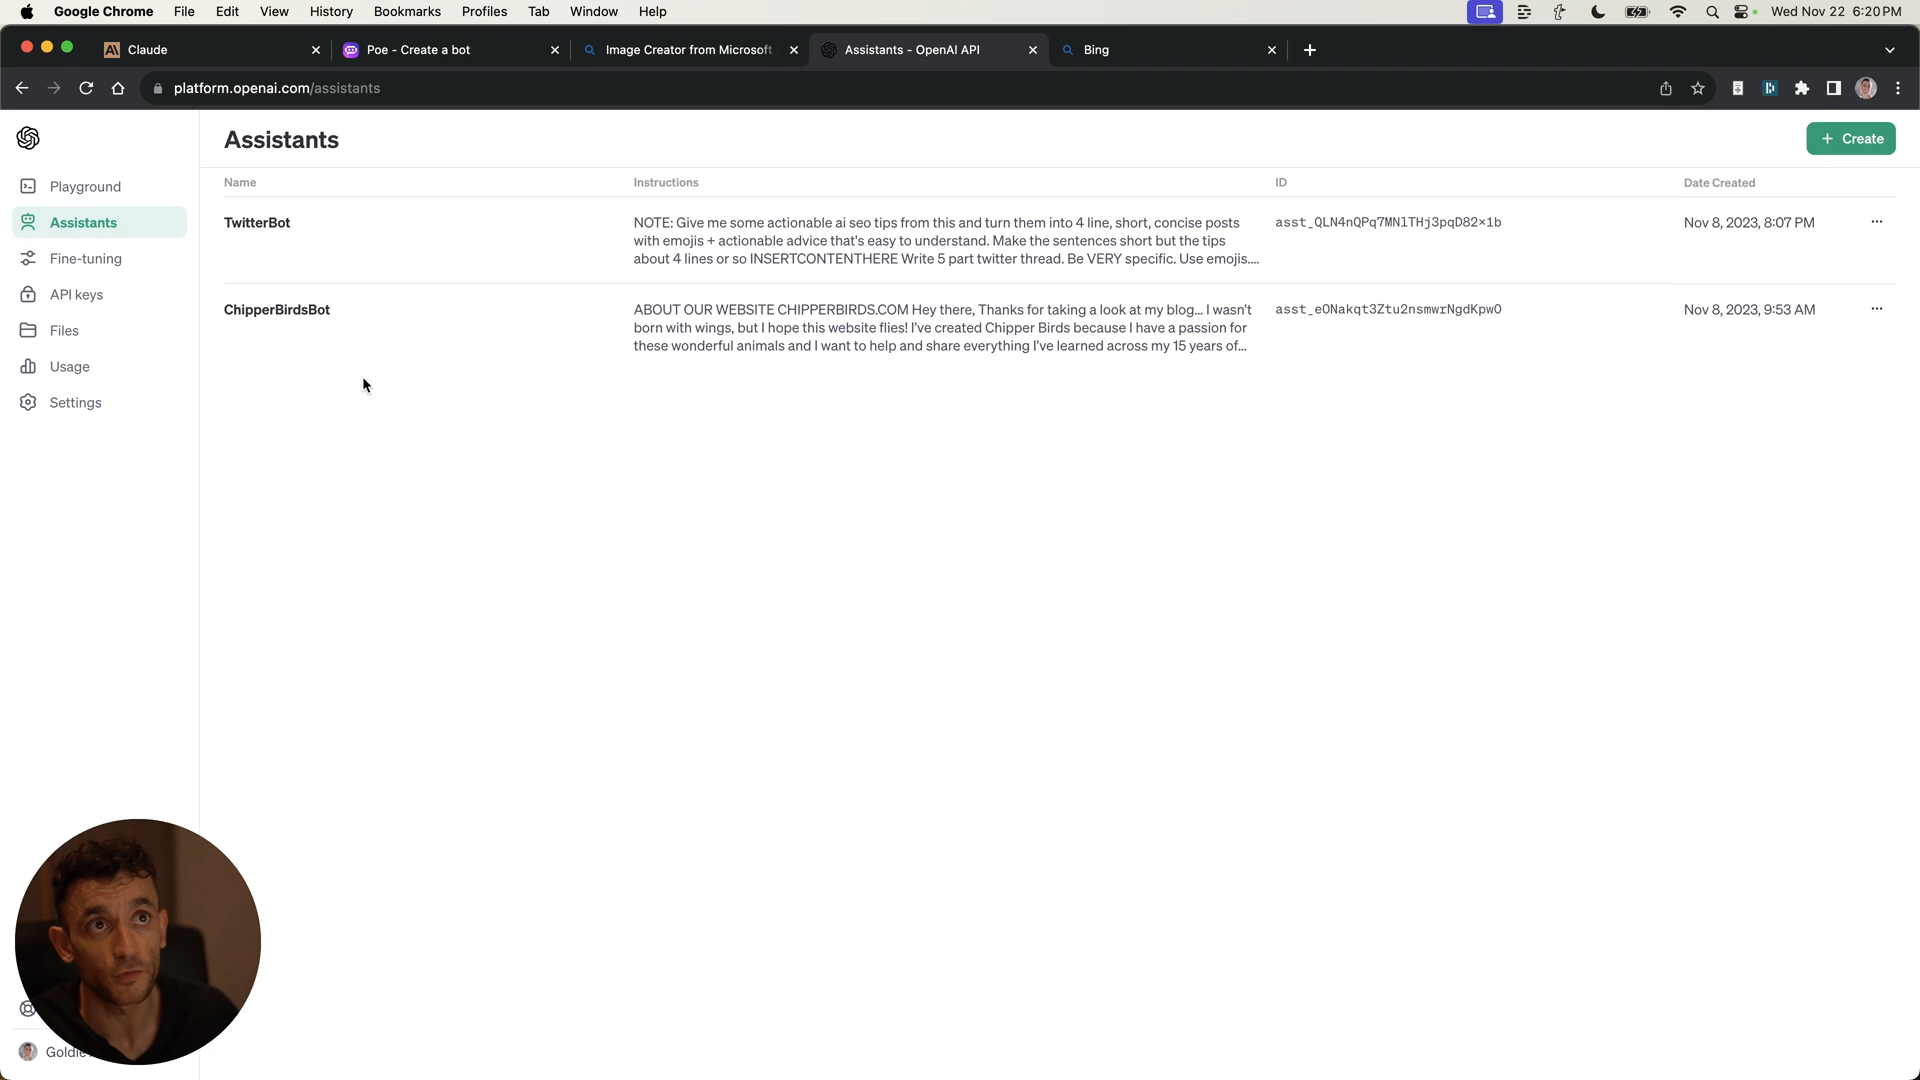 Google Chrome File Edit View History Bookmarks Profiles Tab Window Help Wed Nov 22 6:20 PM
Claude Poe - Create a bot Image Creator from Microsoft Assistants - OpenAI API Bing
platform.openai.com/assistants
Assistants
+ Create
Playground
Assistants
Fine-tuning
API keys
Files
Usage
Settings
Name Instructions ID Date Created
TwitterBot
NOTE: Give me some actionable ai seo tips from this and turn them into 4 line, short, concise posts
with emojis + actionable advice that's easy to understand. Make the sentences short but the tips
about 4 lines or so INSERTCONTENTHERE Write 5 part twitter thread. Be VERY specific. Use emojis....
asst_QLN4nQPq7MNlTHj3pqD82x1b
Nov 8, 2023, 8:07 PM
ChipperBirdsBot
ABOUT OUR WEBSITE CHIPPERBIRDS.COM Hey there, Thanks for taking a look at my blog... I wasn't
born with wings, but I hope this website flies! I've created Chipper Birds because I have a passion for
these wonderful animals and I want to help and share everything I've learned across my 15 years of...
asst_eONakqt3Ztu2nsmwrNgdKpwO
Nov 8, 2023, 9:53 AM
Goldie